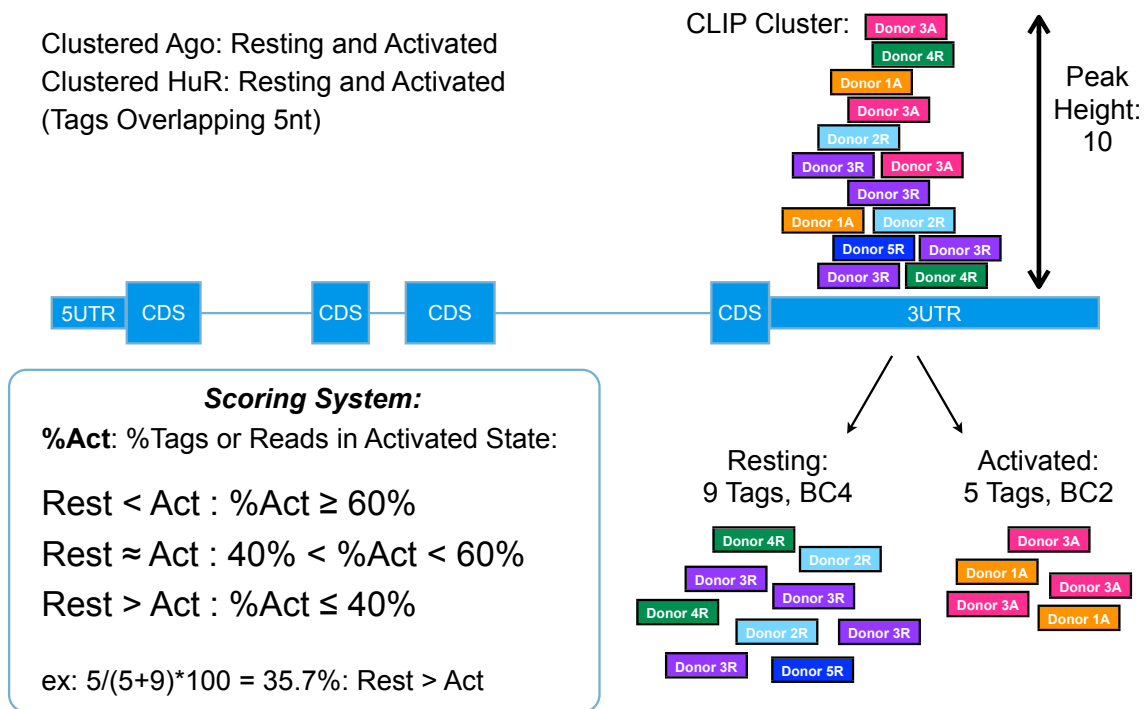 Clustered Ago: Resting and Activated
Clustered HuR: Resting and Activated
(Tags Overlapping 5nt)
CLIP Cluster:
Donor 3A
Donor 4R
Donor 1A
Donor 3A
Donor 2R
Donor 3R Donor 3A
Donor 3R
Donor 1A Donor 2R
Donor 5R Donor 3R
Donor 3R Donor 4R
Peak
Height:
10
5UTR CDS CDS CDS CDS 3UTR
Scoring System:
%Act: %Tags or Reads in Activated State:
Rest < Act : %Act ≥ 60%
Rest ≈ Act : 40% < %Act < 60%
Rest > Act : %Act ≤ 40%
ex: 5/(5+9)*100 = 35.7%: Rest > Act
Resting:
9 Tags, BC4
Donor 4R
Donor 2R
Donor 3R
Donor 3R
Donor 4R
Donor 2R Donor 3R
Donor 3R Donor 5R
Activated:
5 Tags, BC2
Donor 3A
Donor 1A
Donor 3A
Donor 3A
Donor 1A